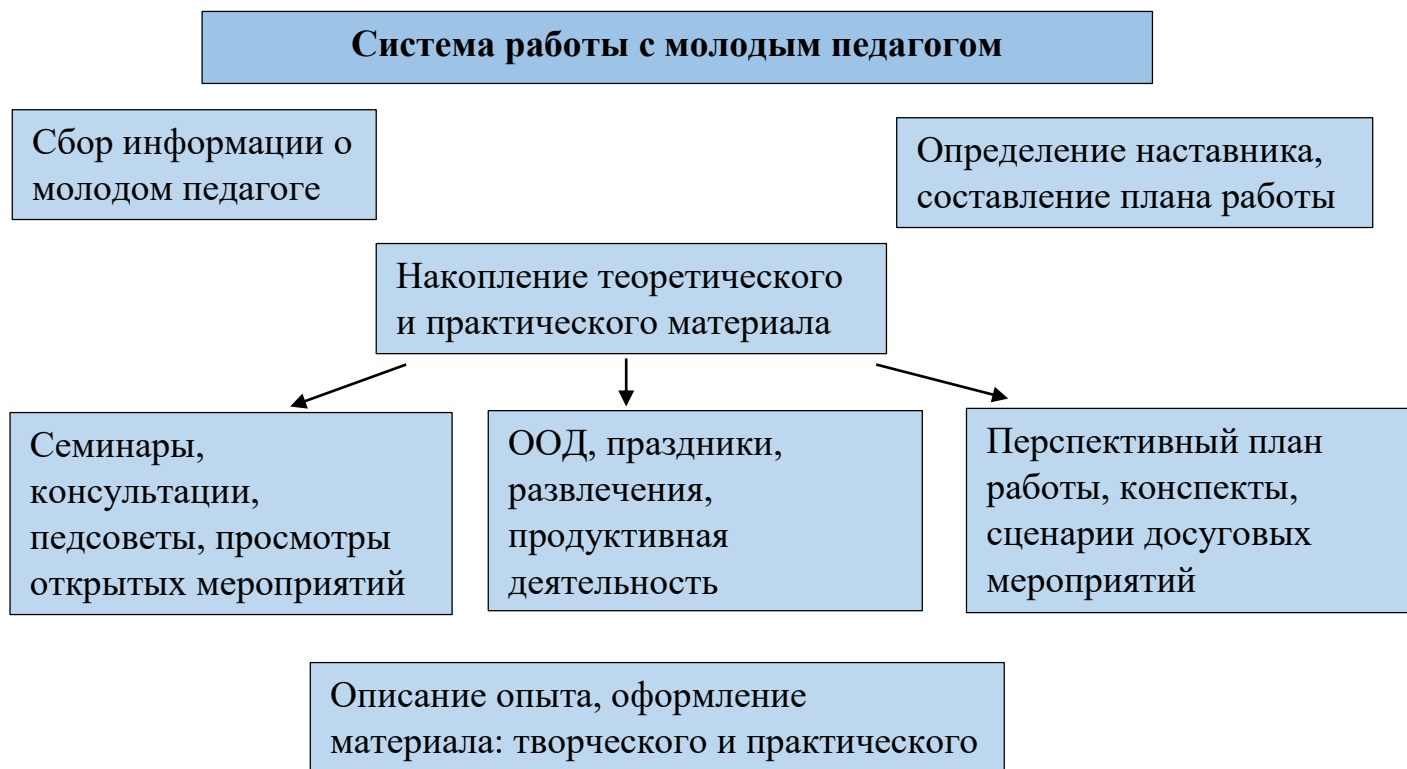 Система работы с молодым педагогом
Сбор информации о
молодом педагоге
Определение наставника,
составление плана работы
Накопление теоретического
и практического материала
Семинары,
консультации,
педсоветы, просмотры
открытых мероприятий
ООД, праздники,
развлечения,
продуктивная
деятельность
Перспективный план
работы, конспекты,
сценарии досуговых
мероприятий
Описание опыта, оформление
материала: творческого и практического